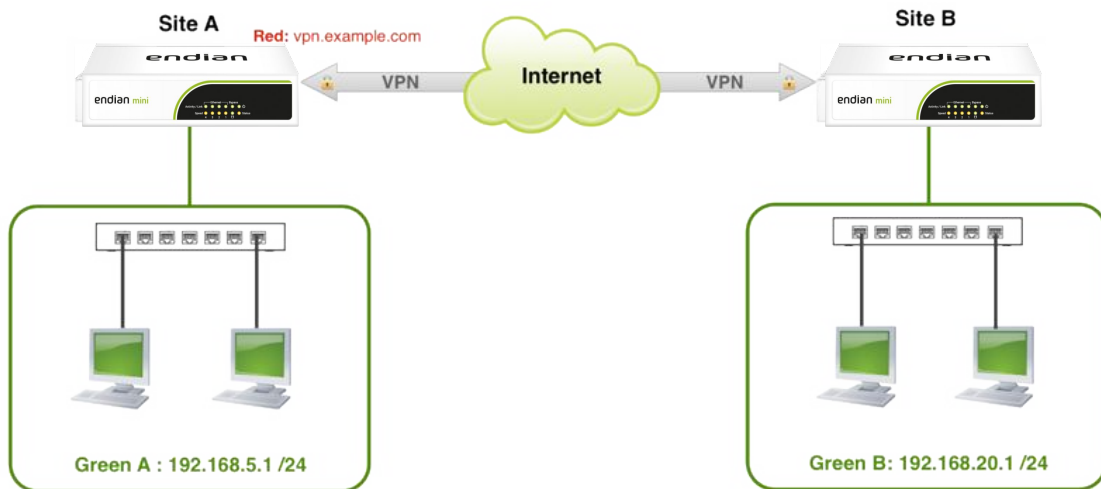 Site A
Site B
Red: vpn.example.com
endian
endian
VPN
Internet
VPN
endian mini
endian mini
Green A : 192.168.5.1 /24
Green B: 192.168.20.1 /24